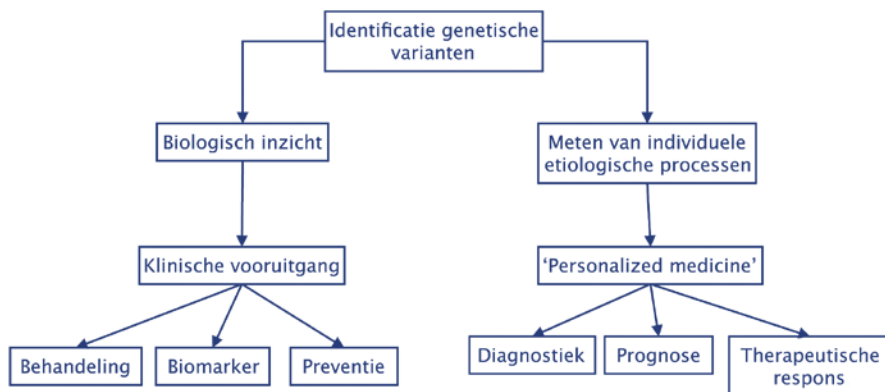 Identificatie genetische
varianten
Biologisch inzicht
Meten van individuele
etiologische processen
Klinische vooruitgang
'Personalized medicine'
Behandeling
Biomarker
Preventie
Diagnostiek
Prognose
Therapeutische
respons